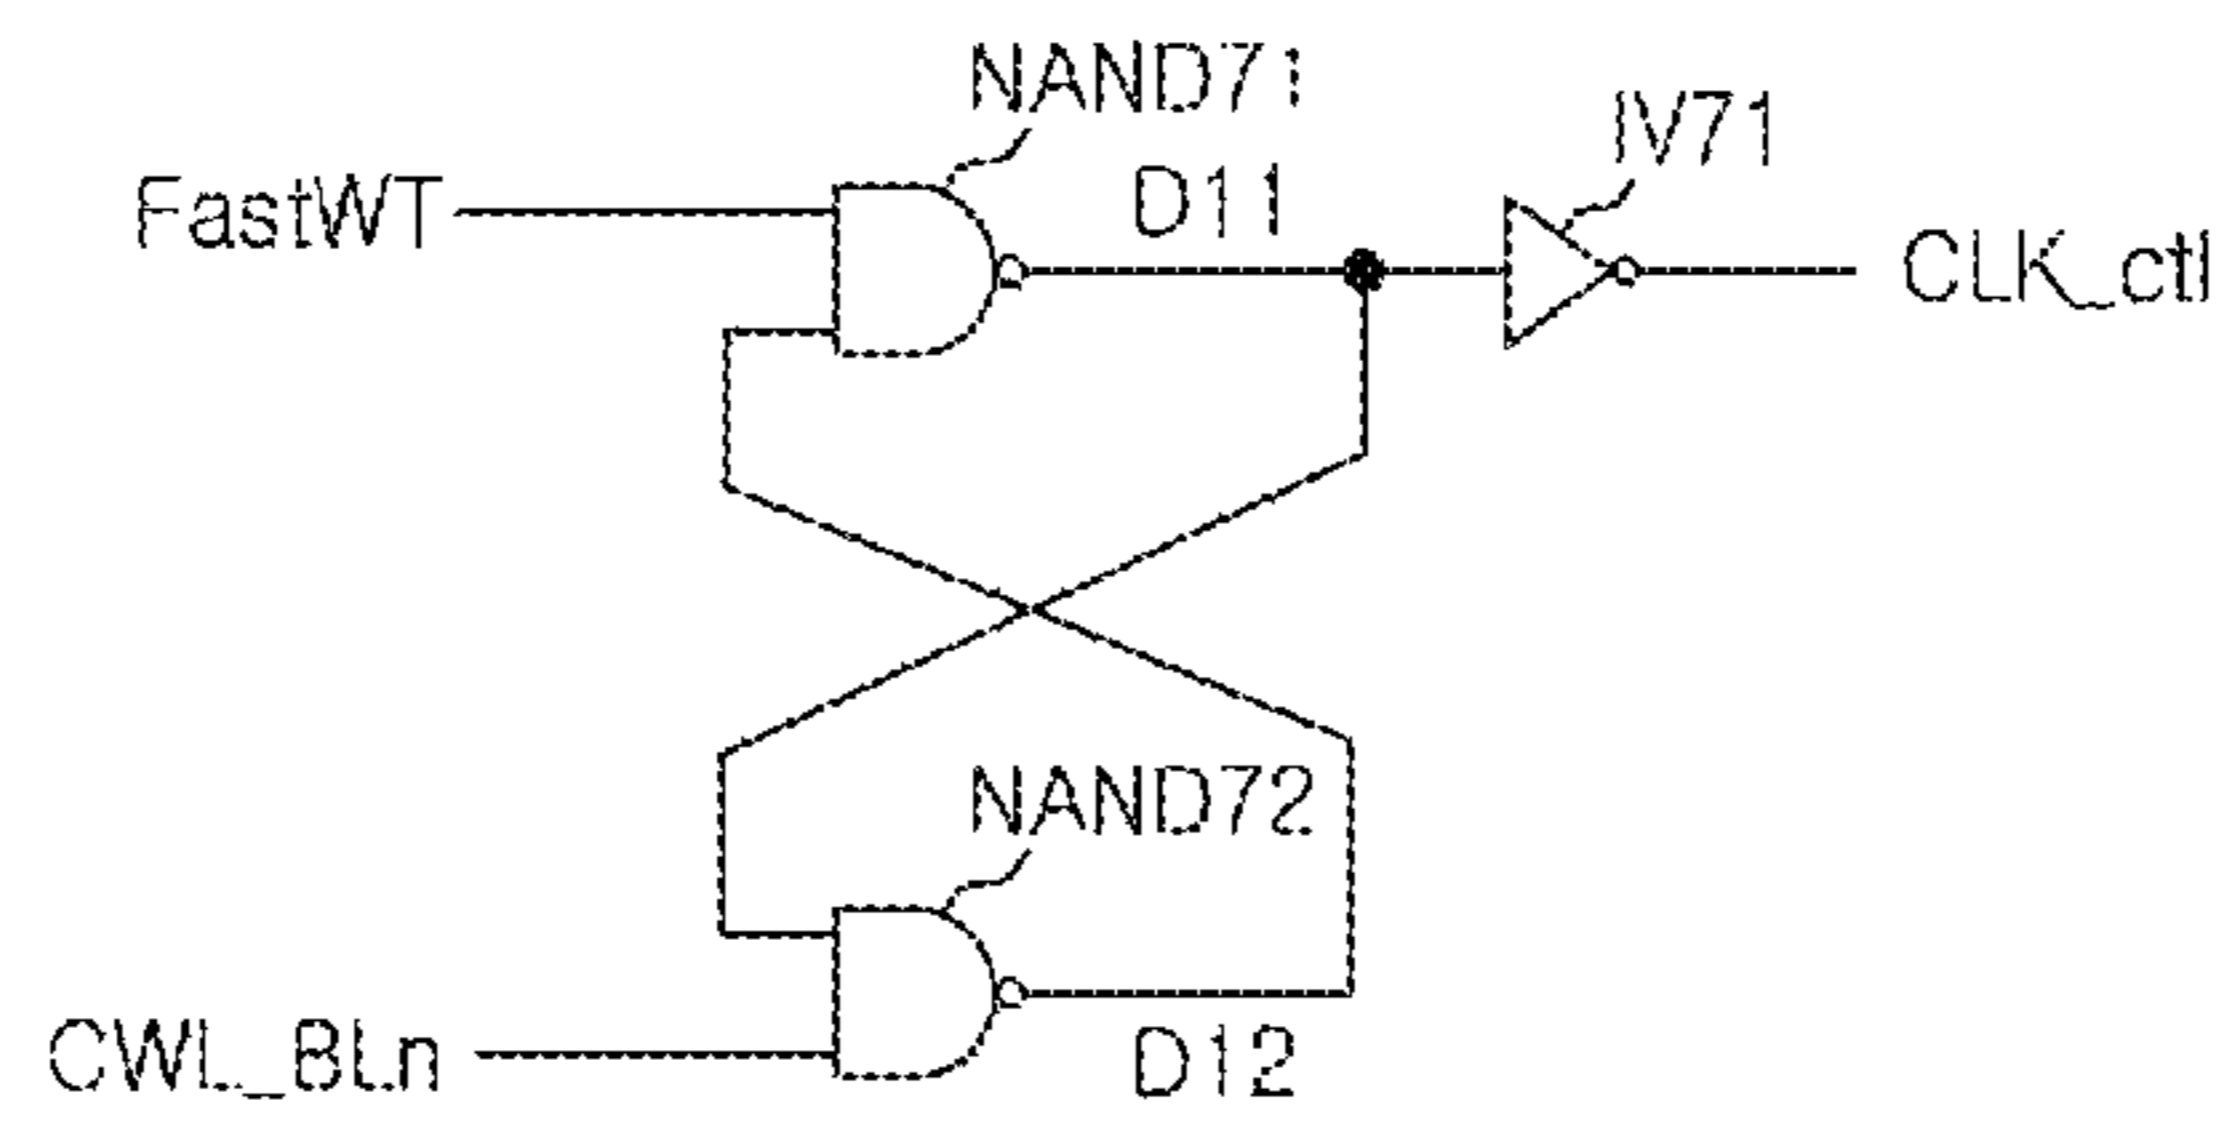 NAND71
IV71
FastWT
D11
CLK_ctl
NAND72
CWL_BLn
D12